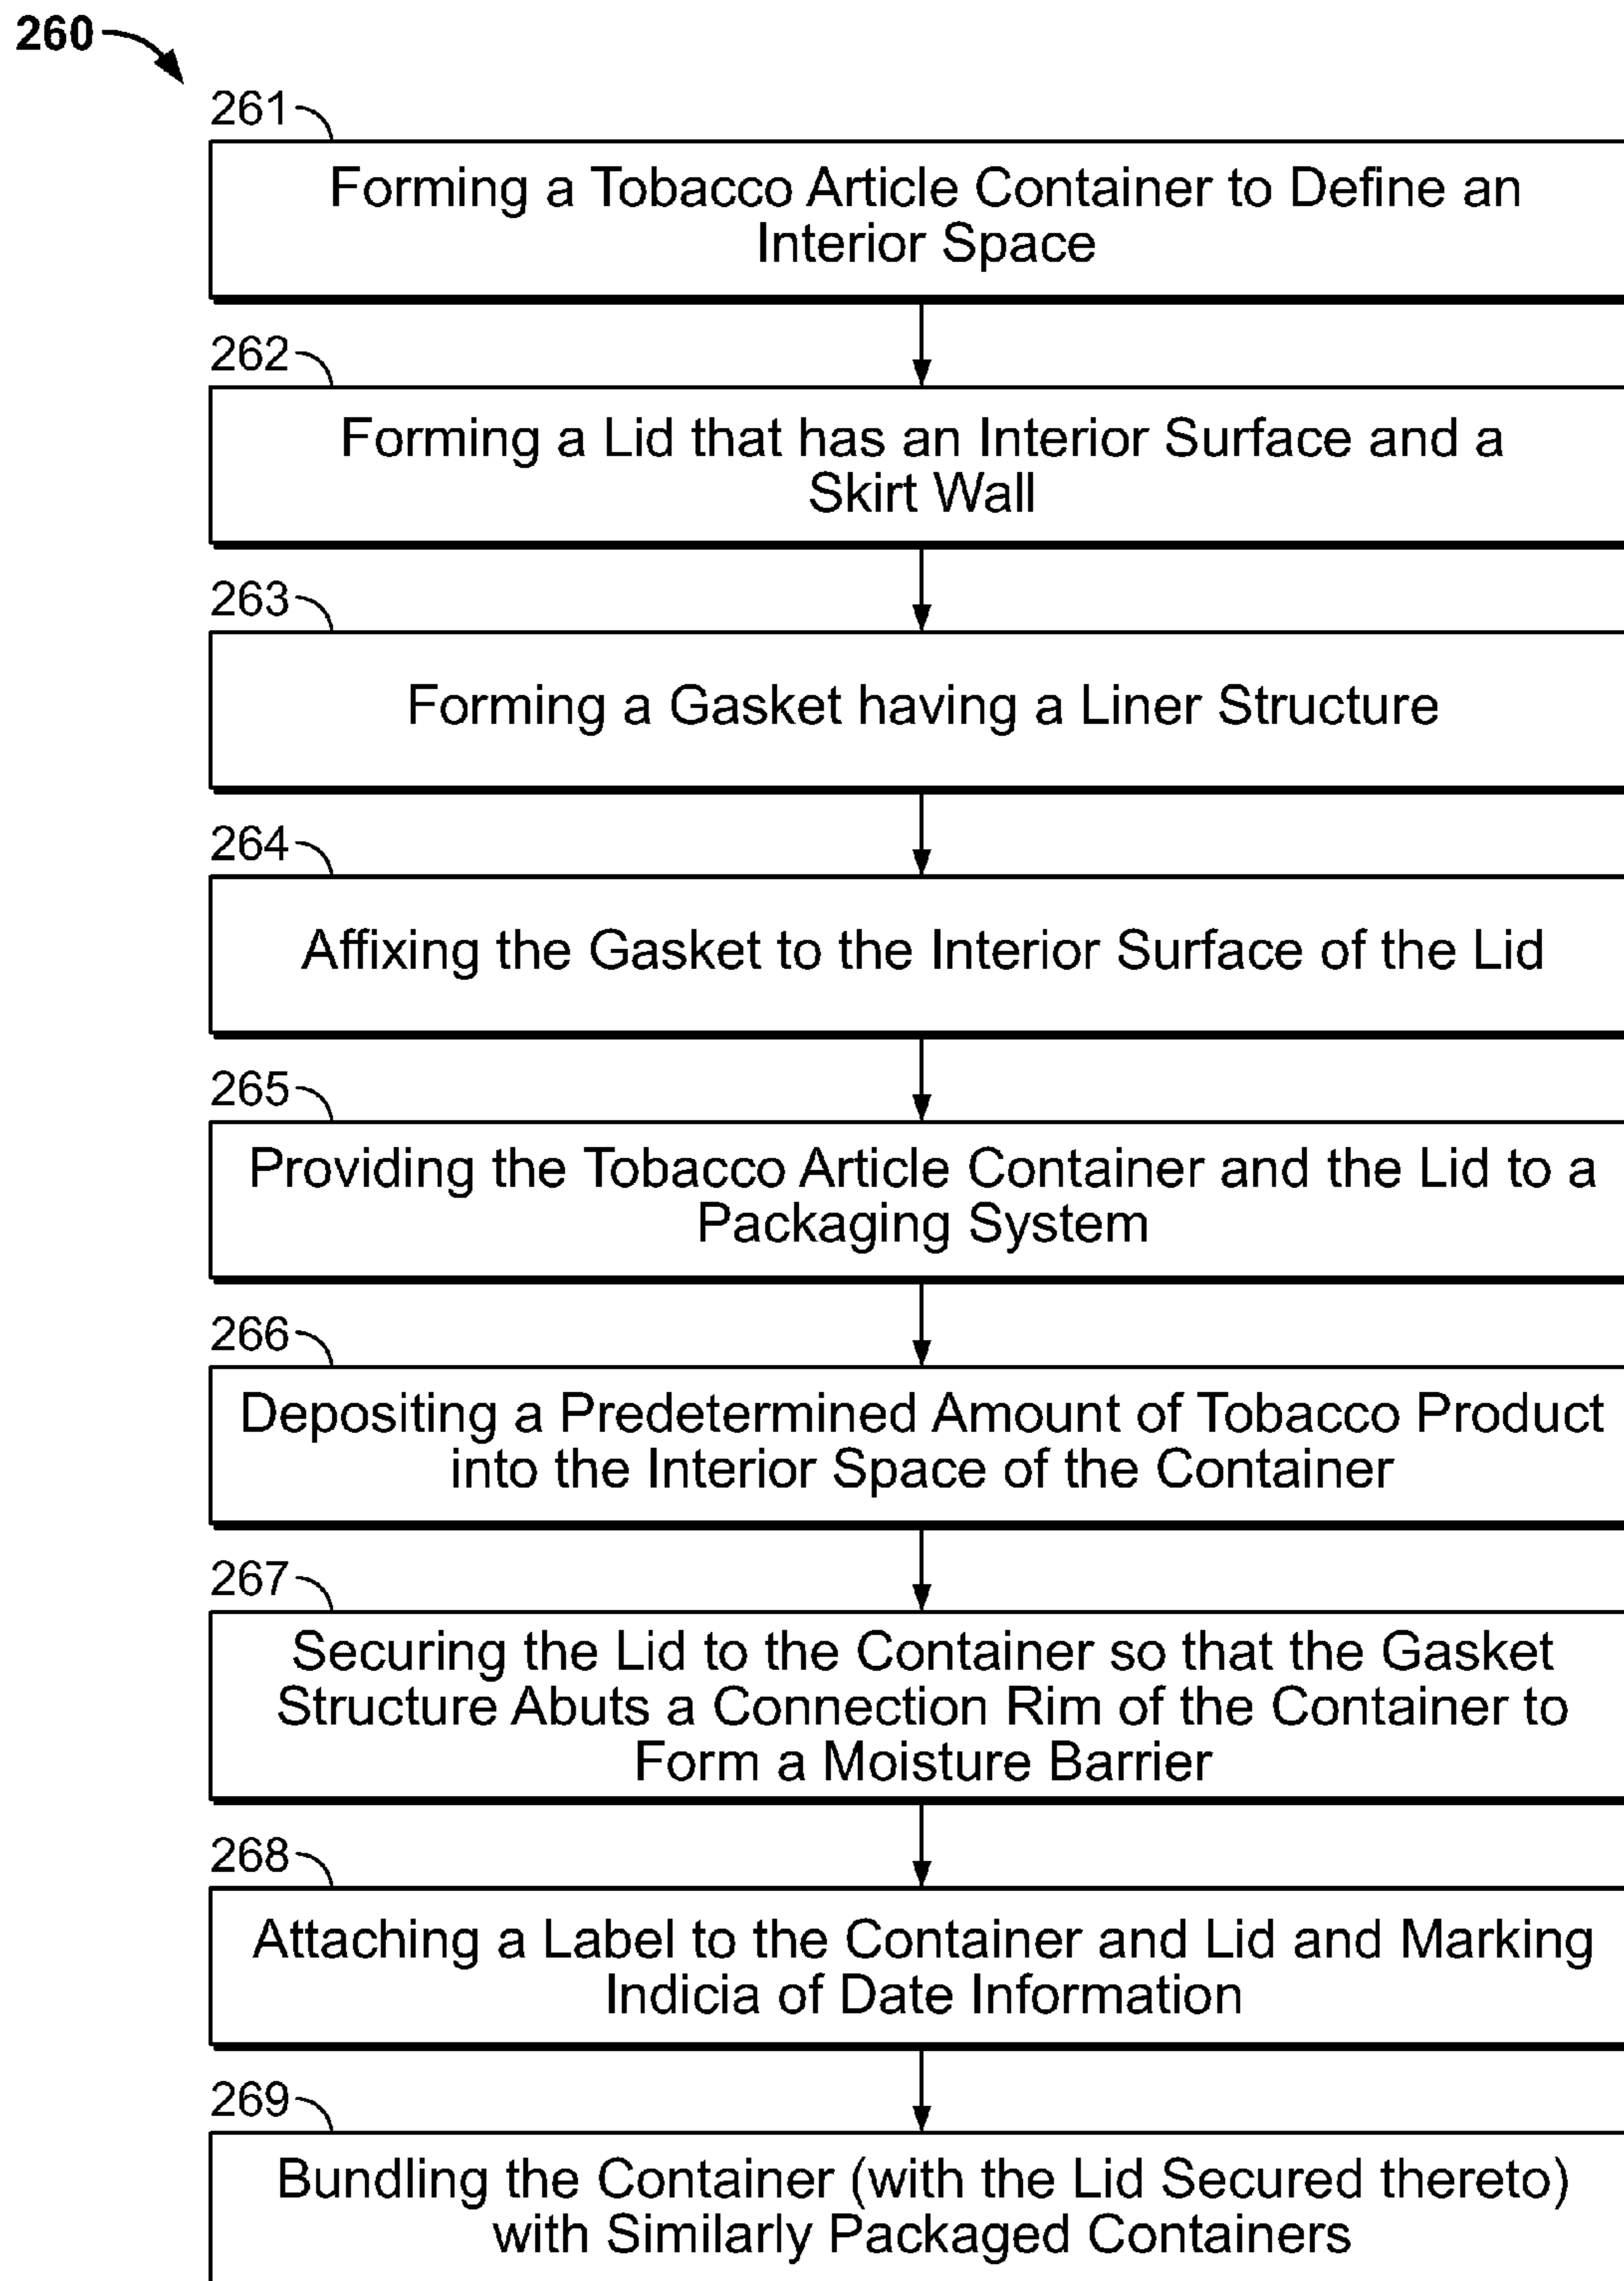 260
261
Forming a Tobacco Article Container to Define an
Interior Space
262
Forming a Lid that has an Interior Surface and a
Skirt Wall
263
Forming a Gasket having a Liner Structure
264
Affixing the Gasket to the Interior Surface of the Lid
265
Providing the Tobacco Article Container and the Lid to a
Packaging System
266
Depositing a Predetermined Amount of Tobacco Product
into the Interior Space of the Container
267
Securing the Lid to the Container so that the Gasket
Structure Abuts a Connection Rim of the Container to
Form a Moisture Barrier
268
Attaching a Label to the Container and Lid and Marking
Indicia of Date Information
269
Bundling the Container (with the Lid Secured thereto)
with Similarly Packaged Containers